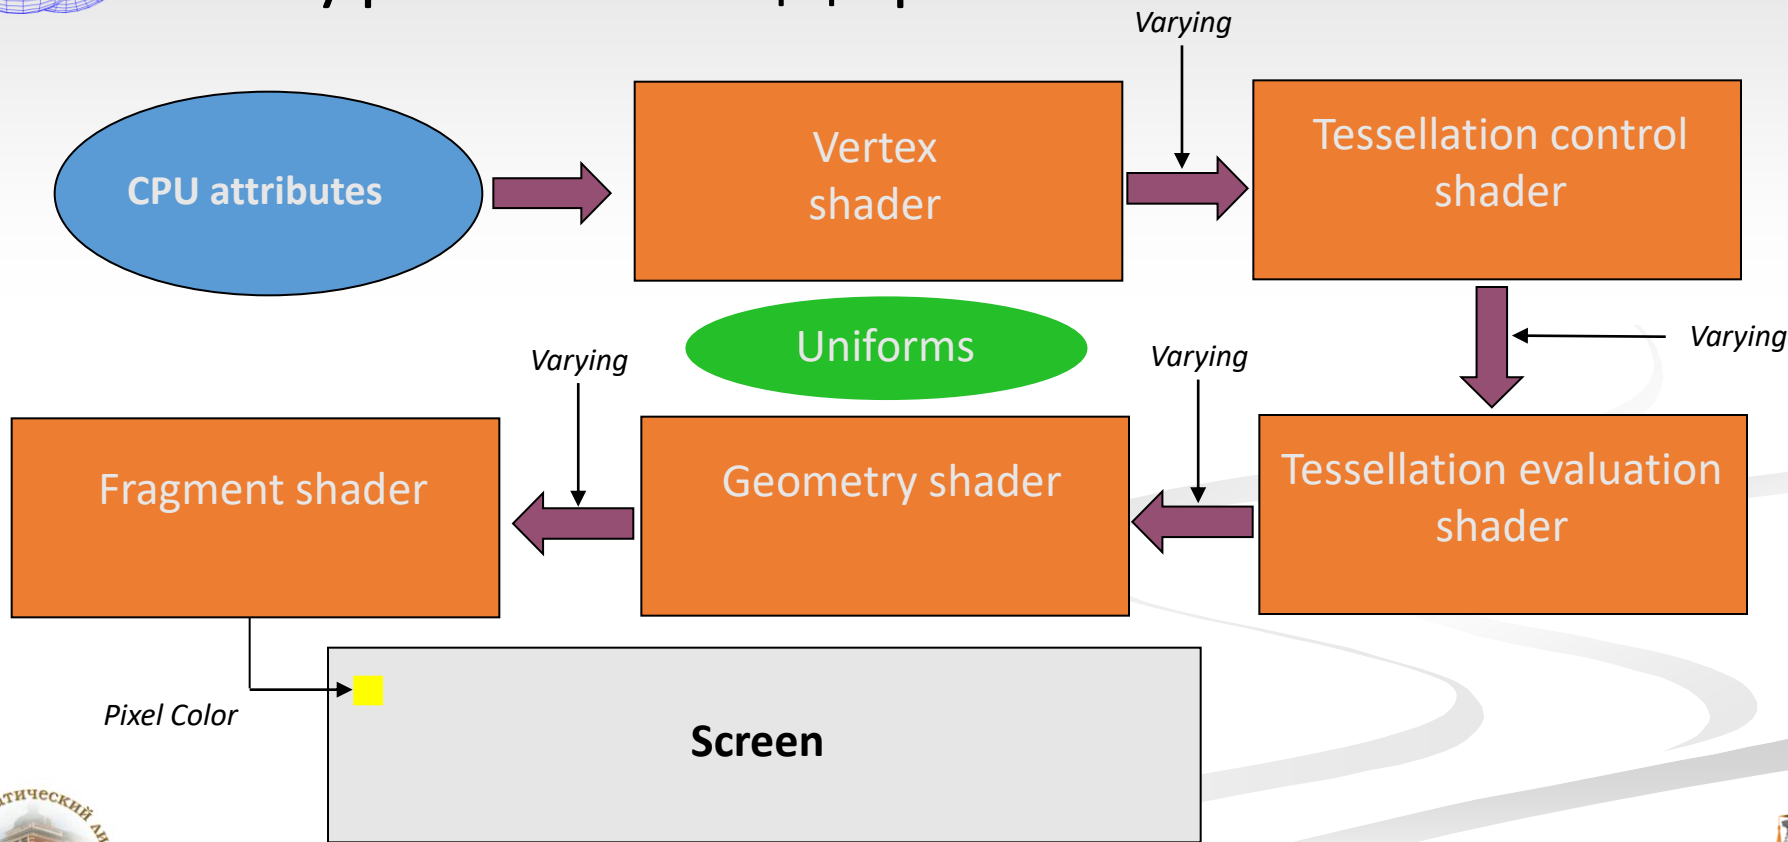 Varying
CPU attributes
Vertex
shader
Tessellation control
shader
Uniforms
Varying
Varying
Varying
Fragment shader
Geometry shader
Tessellation evaluation
shader
Pixel Color
Screen